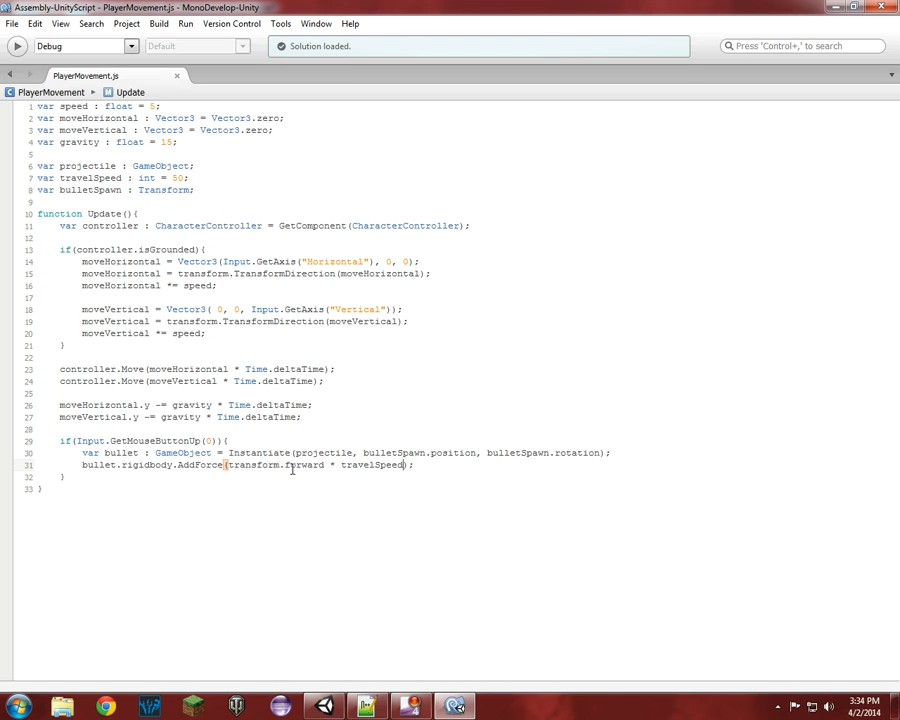 Assembly-UnityScript - PlayerMovement.js - MonoDevelop-Unity
File Edit View Search Project Build Run Version Control Tools Window Help
Debug Default Solution loaded. Press 'Control+,' to search
PlayerMovement.js
PlayerMovement Update
1 var speed : float = 5;
2 var moveHorizontal : Vector3 = Vector3.zero;
3 var moveVertical : Vector3 = Vector3.zero;
4 var gravity : float = 15;
5
6 var projectile : GameObject;
7 var travelSpeed : int = 50;
8 var bulletSpawn : Transform;
9
10 function Update(){
11 var controller : CharacterController = GetComponent(CharacterController);
12
13 if(controller.isGrounded){
14 moveHorizontal = Vector3(Input.GetAxis("Horizontal"), 0, 0);
15 moveHorizontal = transform.TransformDirection(moveHorizontal);
16 moveHorizontal *= speed;
17
18 moveVertical = Vector3( 0, 0, Input.GetAxis("Vertical"));
19 moveVertical = transform.TransformDirection(moveVertical);
20 moveVertical *= speed;
21 }
22
23 controller.Move(moveHorizontal * Time.deltaTime);
24 controller.Move(moveVertical * Time.deltaTime);
25
26 moveHorizontal.y -= gravity * Time.deltaTime;
27 moveVertical.y -= gravity * Time.deltaTime;
28
29 if(Input.GetMouseButtonUp(0)){
30 var bullet : GameObject = Instantiate(projectile, bulletSpawn.position, bulletSpawn.rotation);
31 bullet.rigidbody.AddForce(transform.forward * travelSpeed);
32 }
33 }
3:34 PM
4/2/2014